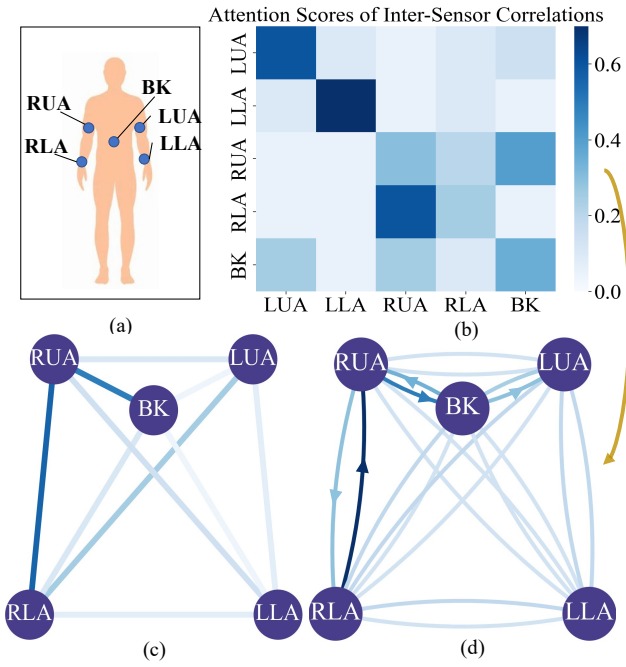 Attention Scores of Inter-Sensor Correlations
BK
RUA
LUA
RLA
LLA
(a)
LUA
LLA
RUA
RLA
BK
LUA LLA RUA RLA BK
0.6
0.4
0.2
0.0
(b)
RUA
LUA
BK
RLA
LLA
(c)
RUA
LUA
BK
RLA
LLA
(d)